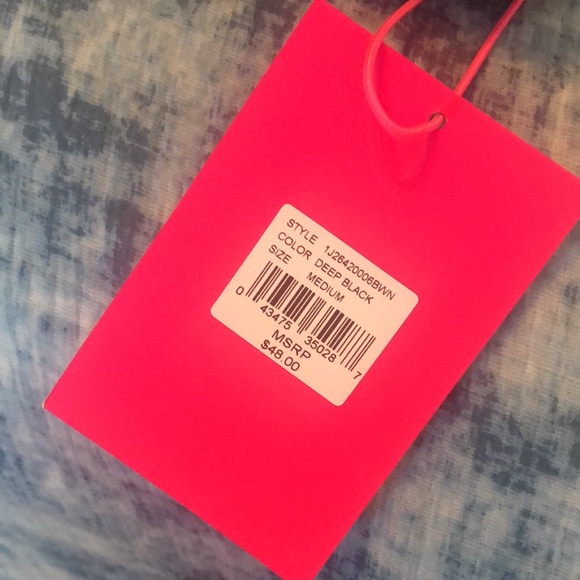 STYLE 1J26420006BWN
COLOR DEEP BLACK
SIZE MEDIUM
0 43475 35028 7
MSRP
$48.00